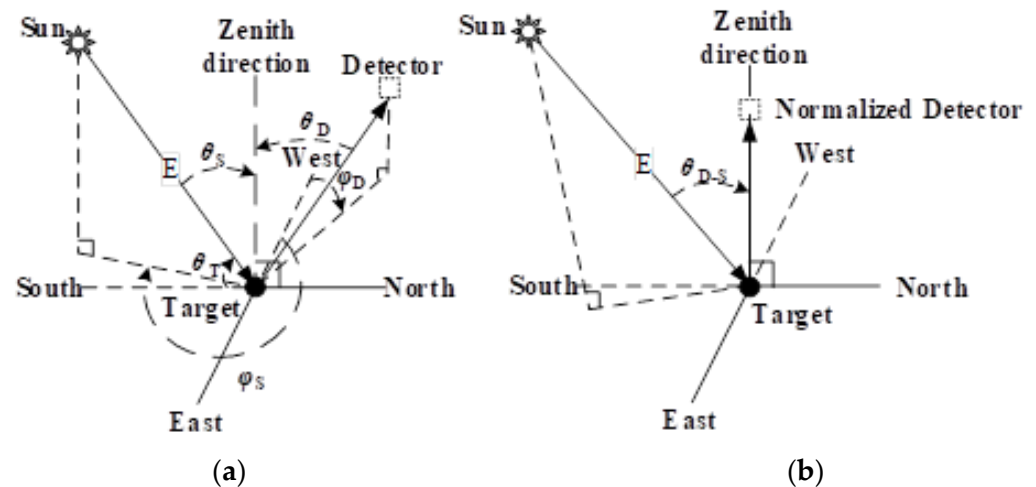 Sun
Zenith
direction
Detector
θD
θS
West
E
φD
θT
South
North
Target
φS
East
(a)
Sun
Zenith
direction
Normalized Detector
West
E
θD-S
South
North
Target
East
(b)